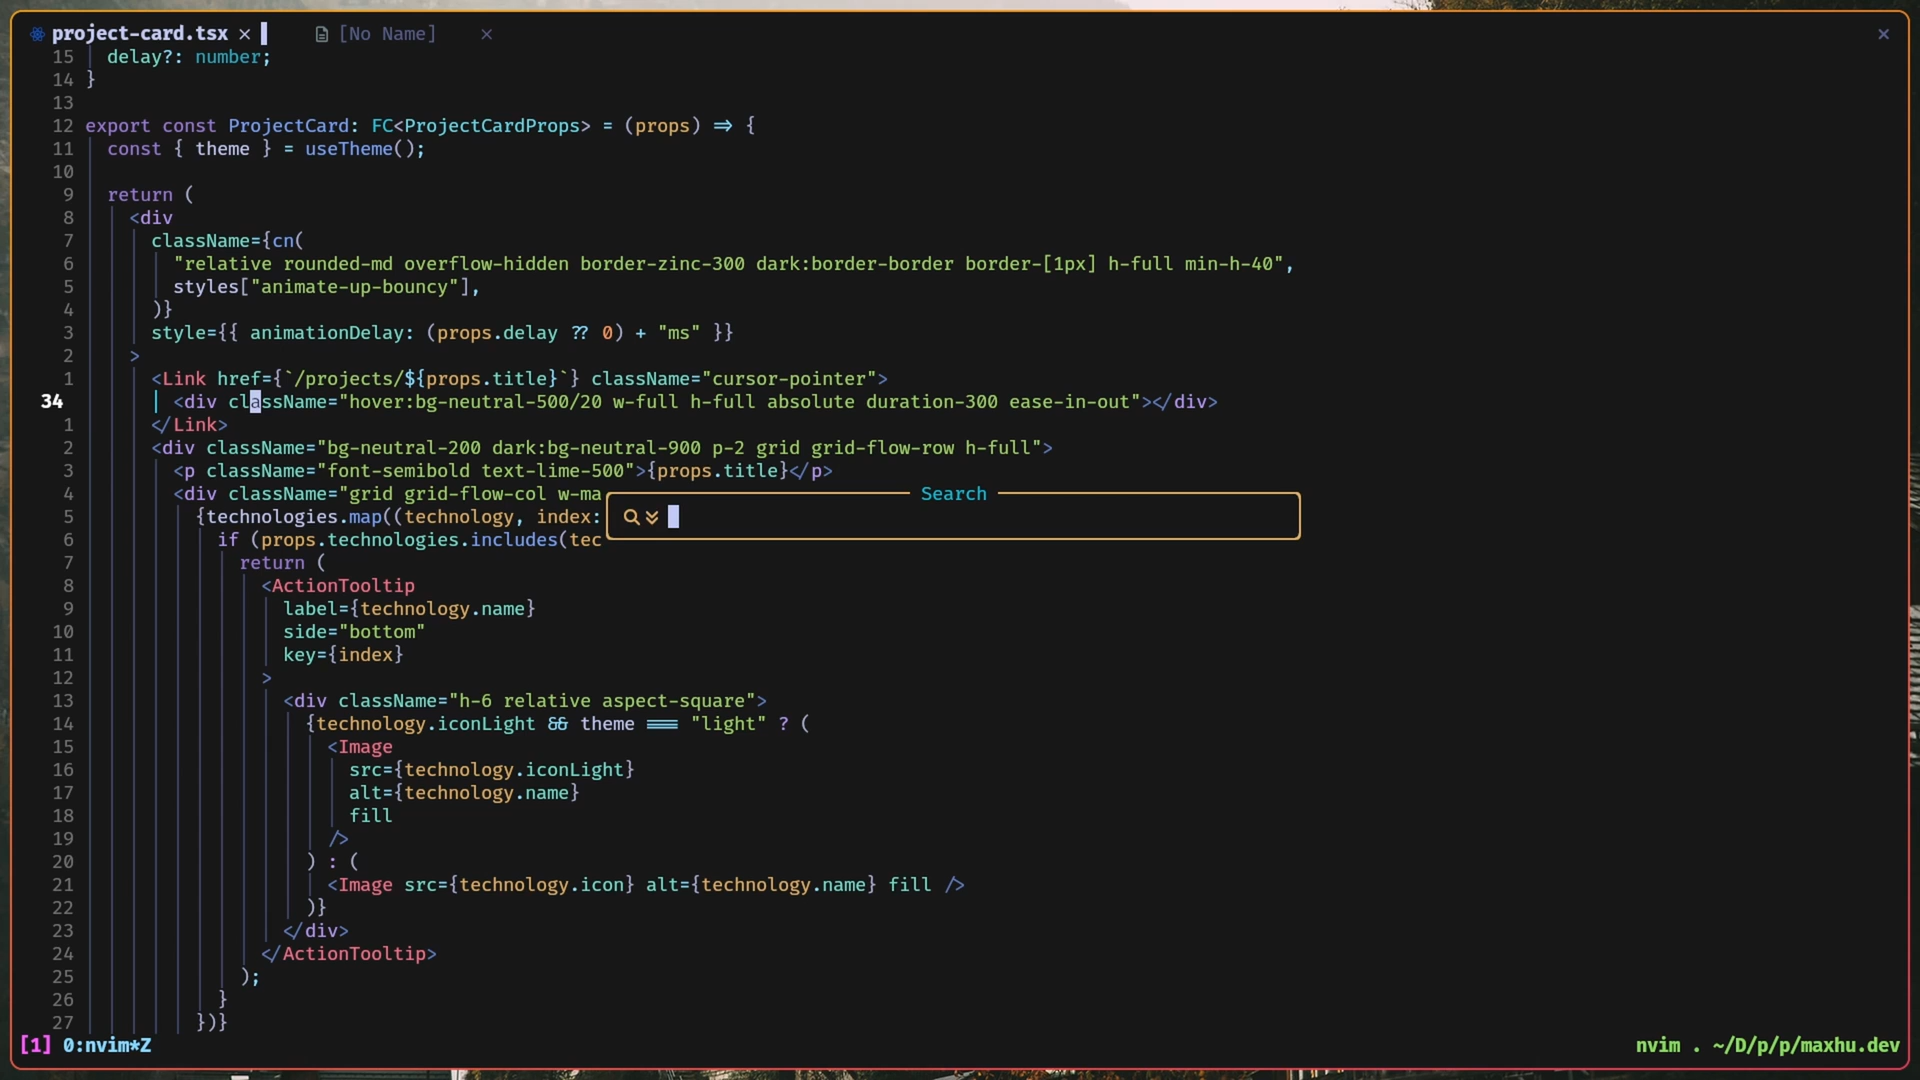 project-card.tsx × [No Name] ×
15 delay?: number;
14 }
13
12 export const ProjectCard: FC<ProjectCardProps> = (props) => {
11 const { theme } = useTheme();
10
9 return (
8 <div
7 className={cn(
6 "relative rounded-md overflow-hidden border-zinc-300 dark:border-border border-[1px] h-full min-h-40",
5 styles["animate-up-bouncy"],
4 )}
3 style={{ animationDelay: (props.delay ?? 0) + "ms" }}
2 >
1 <Link href={`/projects/${props.title}`} className="cursor-pointer">
34 <div className="hover:bg-neutral-500/20 w-full h-full absolute duration-300 ease-in-out"></div>
1 </Link>
2 <div className="bg-neutral-200 dark:bg-neutral-900 p-2 grid grid-flow-row h-full">
3 <p className="font-semibold text-lime-500">{props.title}</p>
4 <div className="grid grid-flow-col w-ma
Search
5 {technologies.map((technology, index:
6 if (props.technologies.includes(tec
7 return (
8 <ActionTooltip
9 label={technology.name}
10 side="bottom"
11 key={index}
12 >
13 <div className="h-6 relative aspect-square">
14 {technology.iconLight && theme === "light" ? (
15 <Image
16 src={technology.iconLight}
17 alt={technology.name}
18 fill
19 />
20 ) : (
21 <Image src={technology.icon} alt={technology.name} fill />
22 )}
23 </div>
24 </ActionTooltip>
25 );
26 }
27 })}
[1] 0:nvim*Z nvim . ~/D/p/p/maxhu.dev